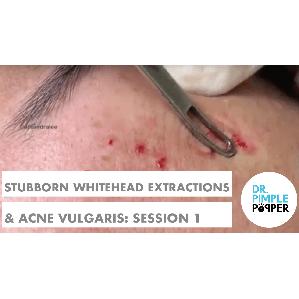 STUBBORN WHITEHEAD EXTRACTIONS
& ACNE VULGARIS: SESSION 1
DR.
PIMPLE
POPPER